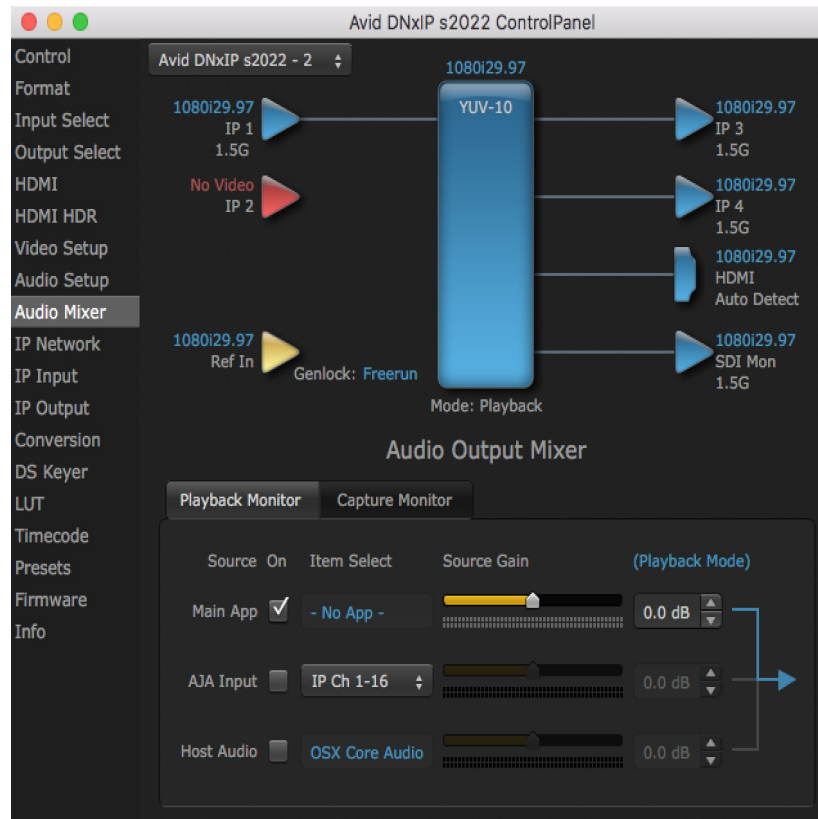 Avid DNxIP s2022 ControlPanel
Control
Format
Input Select
Output Select
HDMI
HDMI HDR
Video Setup
Audio Setup
Audio Mixer
IP Network
IP Input
IP Output
Conversion
DS Keyer
LUT
Timecode
Presets
Firmware
Info
Avid DNxIP s2022 - 2
1080i29.97
YUV-10
1080i29.97
IP 1
1.5G
No Video
IP 2
1080i29.97
Ref In
Genlock: Freerun
Mode: Playback
1080i29.97
IP 3
1.5G
1080i29.97
IP 4
1.5G
1080i29.97
HDMI
Auto Detect
1080i29.97
SDI Mon
1.5G
Audio Output Mixer
Playback Monitor Capture Monitor
Source On Item Select Source Gain (Playback Mode)
Main App - No App - 0.0 dB
AJA Input IP Ch 1-16 0.0 dB
Host Audio OSX Core Audio 0.0 dB